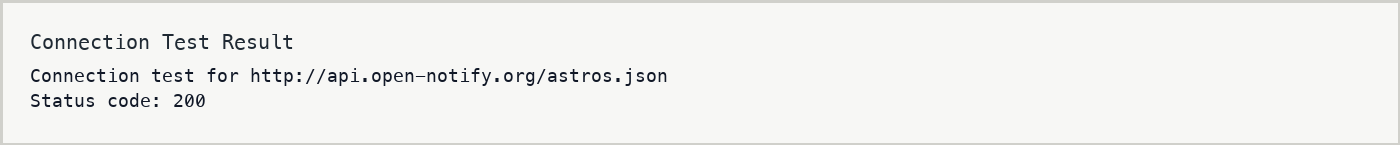 Connection Test Result
Connection test for http://api.open-notify.org/astros.json
Status code: 200